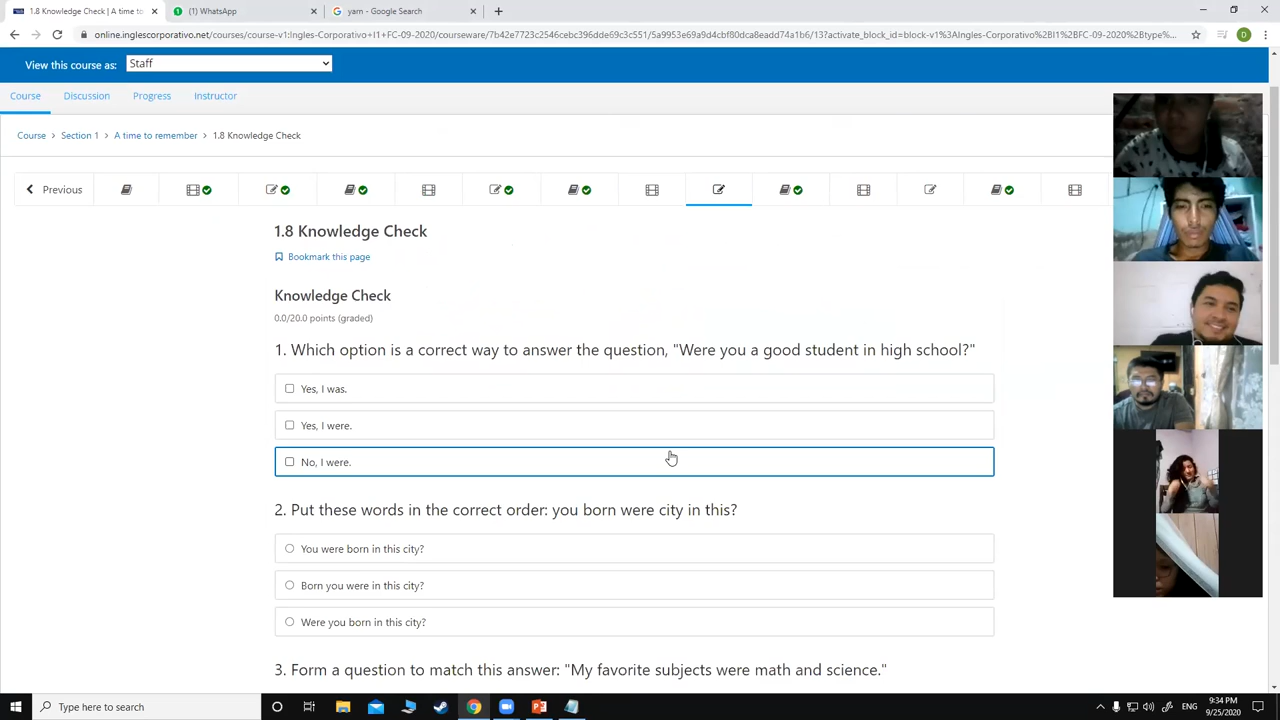 1.8 Knowledge Check | A time to
(1) WhatsApp
yarn - Google Search
online.inglescorporativo.net/courses/course-v1:Ingles-Corporativo+I1+FC-09-2020/courseware/7b42e77232c546cebc396dde69c3c551/5a9953e69a9d4cbf80dca8eadd74a1b6/13?activate_block_id=block-v1%3AIngles-Corporativo%2BI1%2BFC-09-2020%2Btype%...
D
View this course as:
Staff
Course
Discussion
Progress
Instructor
Course > Section 1 > A time to remember > 1.8 Knowledge Check
Previous
1.8 Knowledge Check
Bookmark this page
Knowledge Check
0.0/20.0 points (graded)
1. Which option is a correct way to answer the question, "Were you a good student in high school?"
Yes, I was.
Yes, I were.
No, I were.
2. Put these words in the correct order: you born were city in this?
You were born in this city?
Born you were in this city?
Were you born in this city?
3. Form a question to match this answer: "My favorite subjects were math and science."
Type here to search
ENG
9:34 PM
9/25/2020